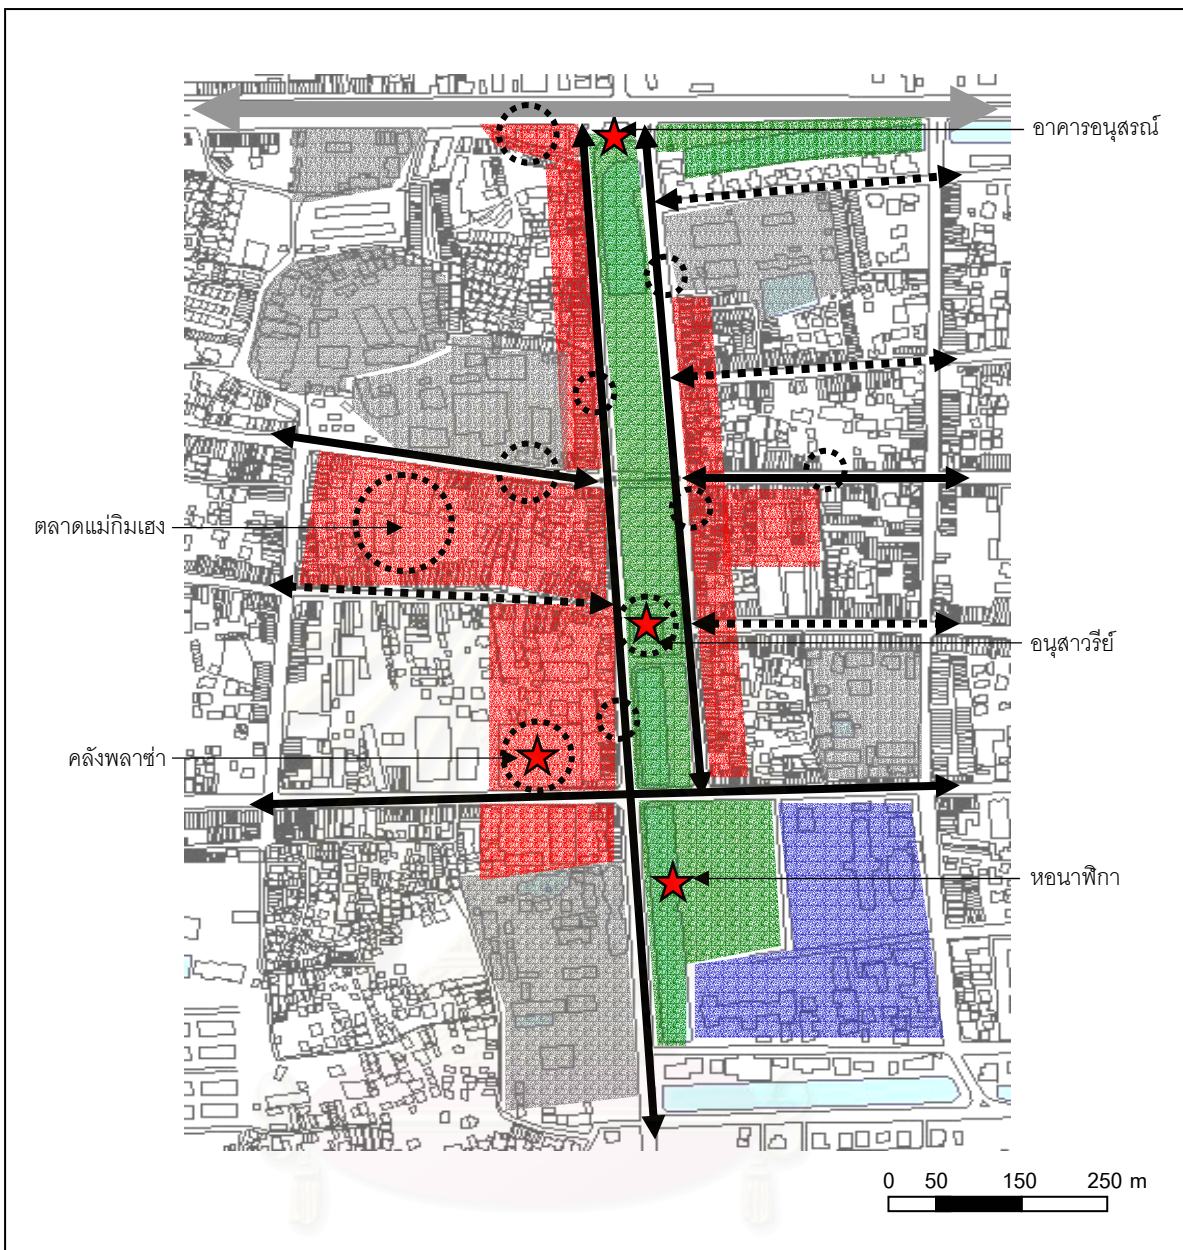 อาคารอนุสรณ์
ตลาดแม่กิมเฮง
อนุสาวรีย์
คลังพลาซ่า
หอนาฬิกา
0 50 150 250 m